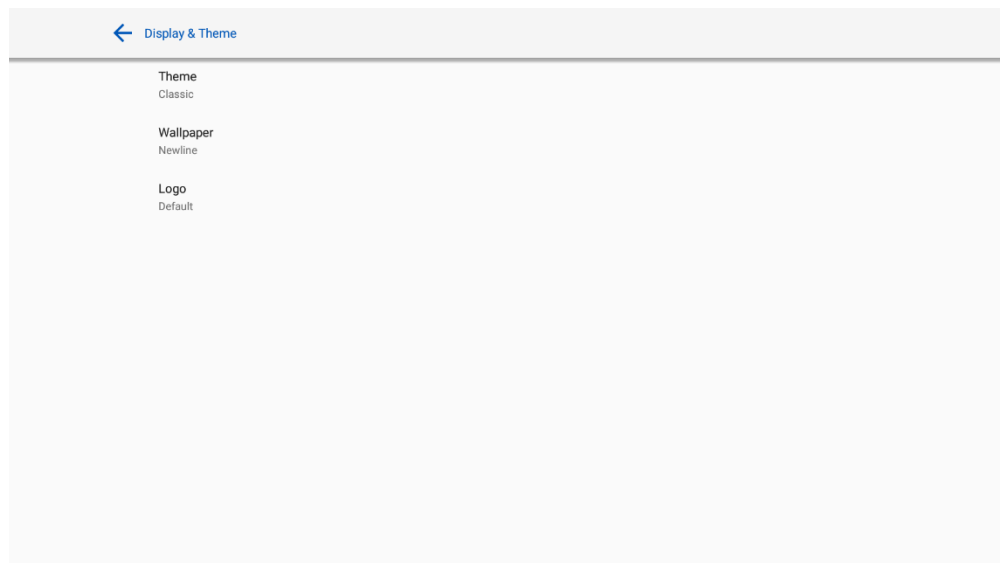 Display & Theme
Theme
Classic
Wallpaper
Newline
Logo
Default